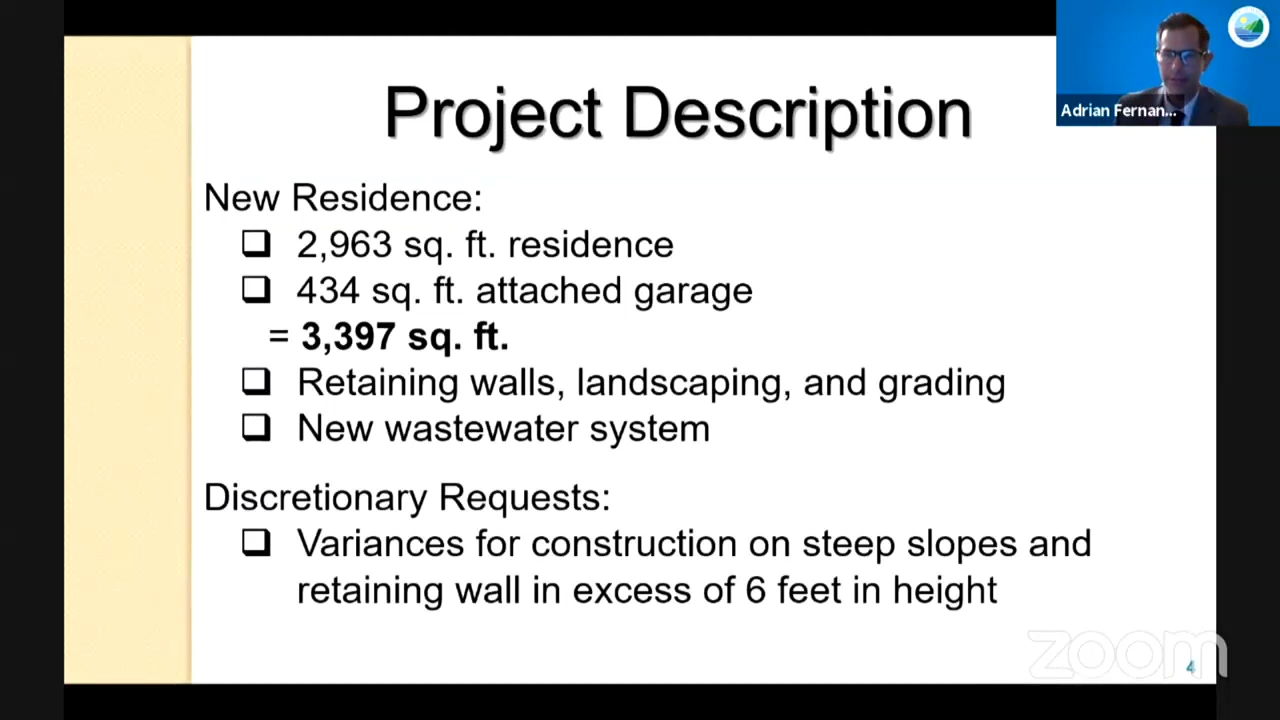 Project Description
Adrian Fernan...
New Residence:
2,963 sq. ft. residence
434 sq. ft. attached garage
= 3,397 sq. ft.
Retaining walls, landscaping, and grading
New wastewater system
Discretionary Requests:
Variances for construction on steep slopes and
retaining wall in excess of 6 feet in height
zoom
4